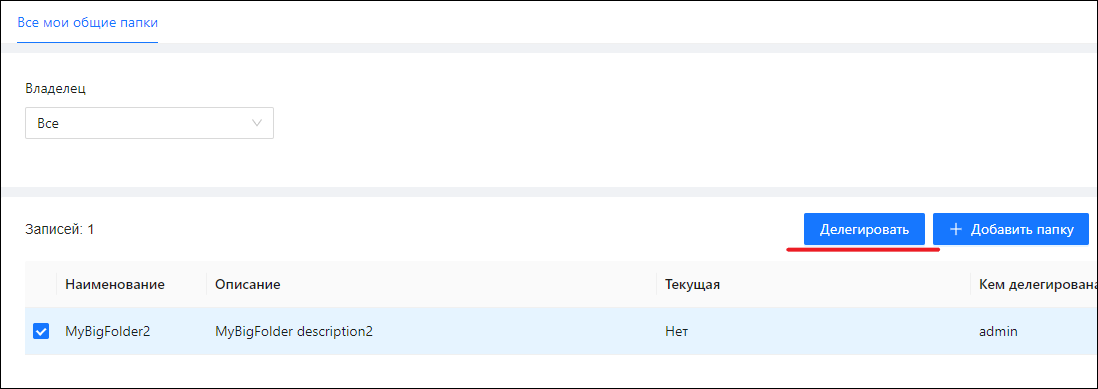 Все мои общие папки
Владелец
Все
Записей: 1
Делегировать
+ Добавить папку
Наименование Описание Текущая Кем делегирована
MyBigFolder2 MyBigFolder description2 Нет admin